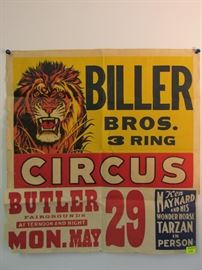 BILLER
BROS.
3 RING
CIRCUS
BUTLER
FAIRGROUNDS
AFTERNOON AND NIGHT
MON. MAY
29
Ken
MAYNARD
AND HIS
WONDER HORSE
TARZAN
IN
PERSON